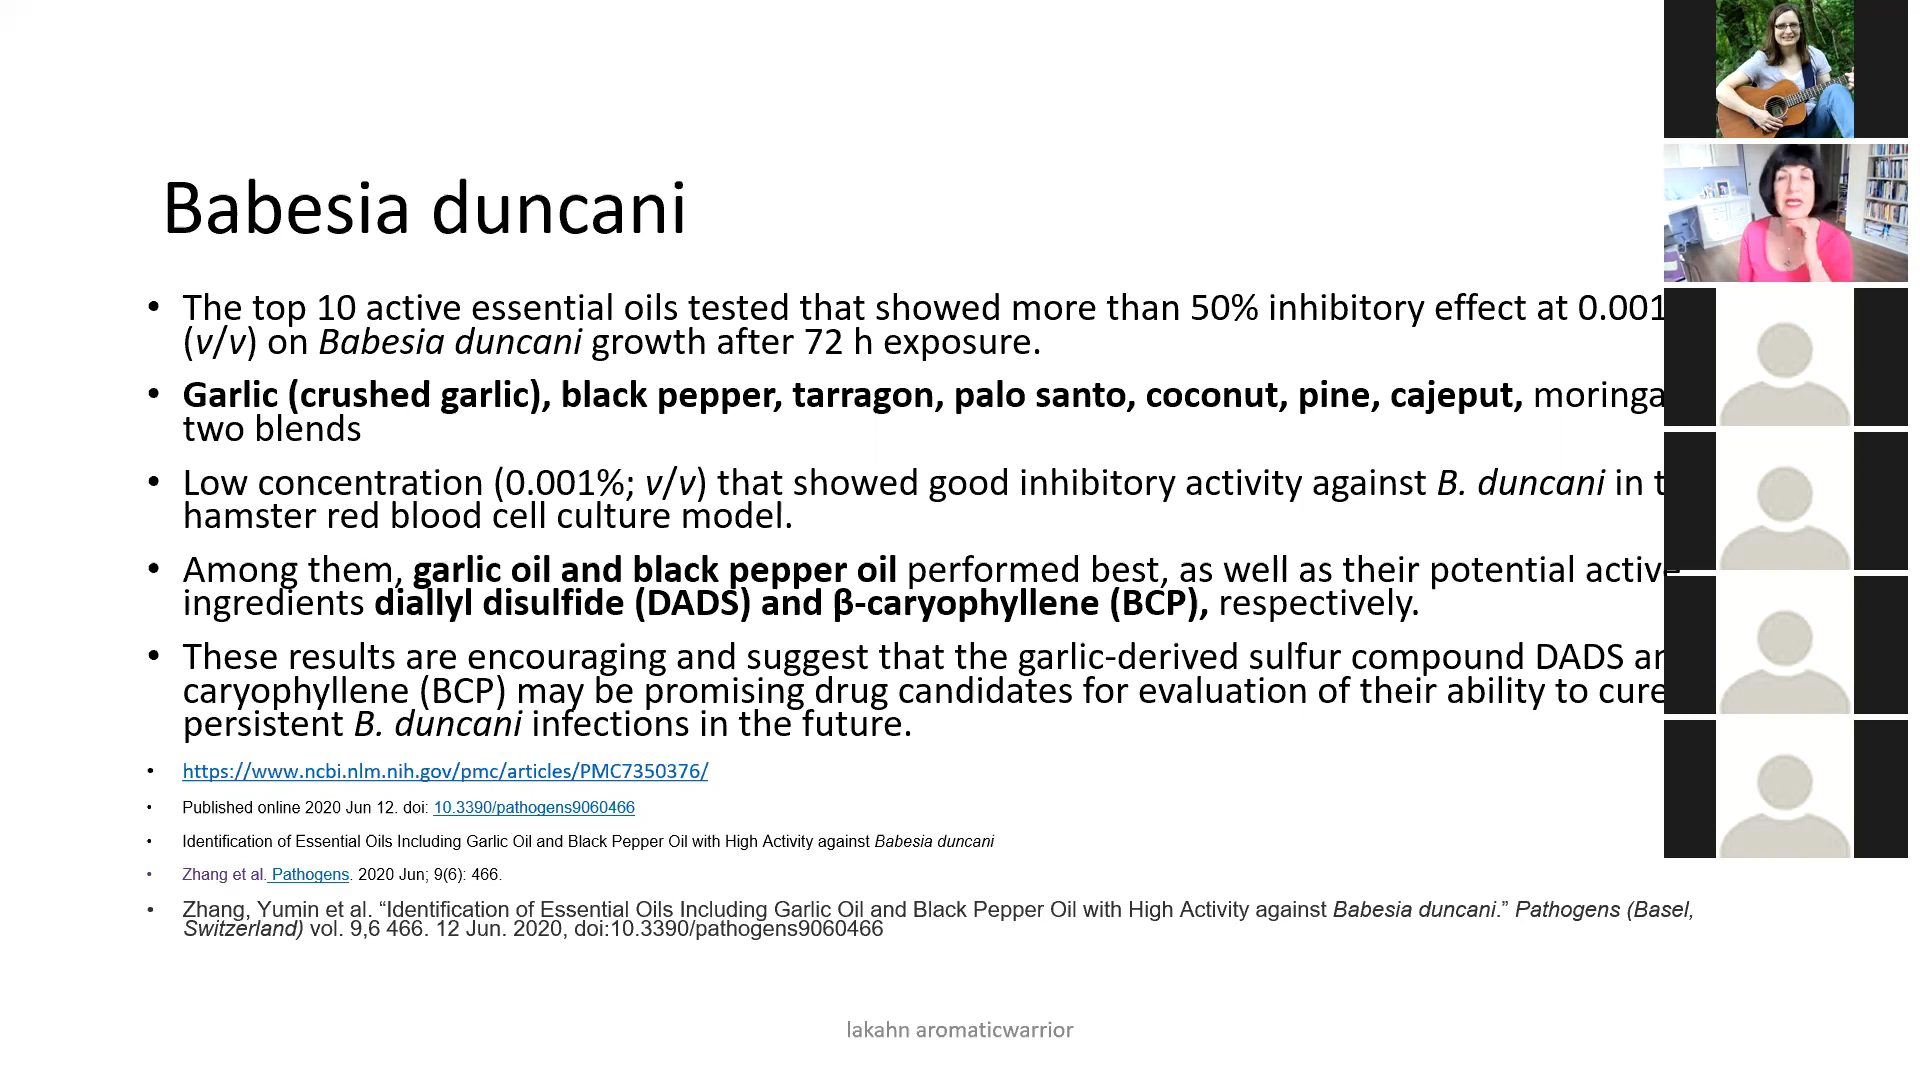 Babesia duncani
• The top 10 active essential oils tested that showed more than 50% inhibitory effect at 0.001
(v/v) on Babesia duncani growth after 72 h exposure.
• Garlic (crushed garlic), black pepper, tarragon, palo santo, coconut, pine, cajeput, moringa
two blends
• Low concentration (0.001%; v/v) that showed good inhibitory activity against B. duncani in
hamster red blood cell culture model.
• Among them, garlic oil and black pepper oil performed best, as well as their potential active
ingredients diallyl disulfide (DADS) and β-caryophyllene (BCP), respectively.
• These results are encouraging and suggest that the garlic-derived sulfur compound DADS
caryophyllene (BCP) may be promising drug candidates for evaluation of their ability to cure
persistent B. duncani infections in the future.
• https://www.ncbi.nlm.nih.gov/pmc/articles/PMC7350376/
• Published online 2020 Jun 12. doi: 10.3390/pathogens9060466
• Identification of Essential Oils Including Garlic Oil and Black Pepper Oil with High Activity against Babesia duncani
• Zhang et al. Pathogens. 2020 Jun; 9(6): 466.
• Zhang, Yumin et al. “Identification of Essential Oils Including Garlic Oil and Black Pepper Oil with High Activity against Babesia duncani.” Pathogens (Basel,
Switzerland) vol. 9,6 466. 12 Jun. 2020, doi:10.3390/pathogens9060466
lakahn aromaticwarrior